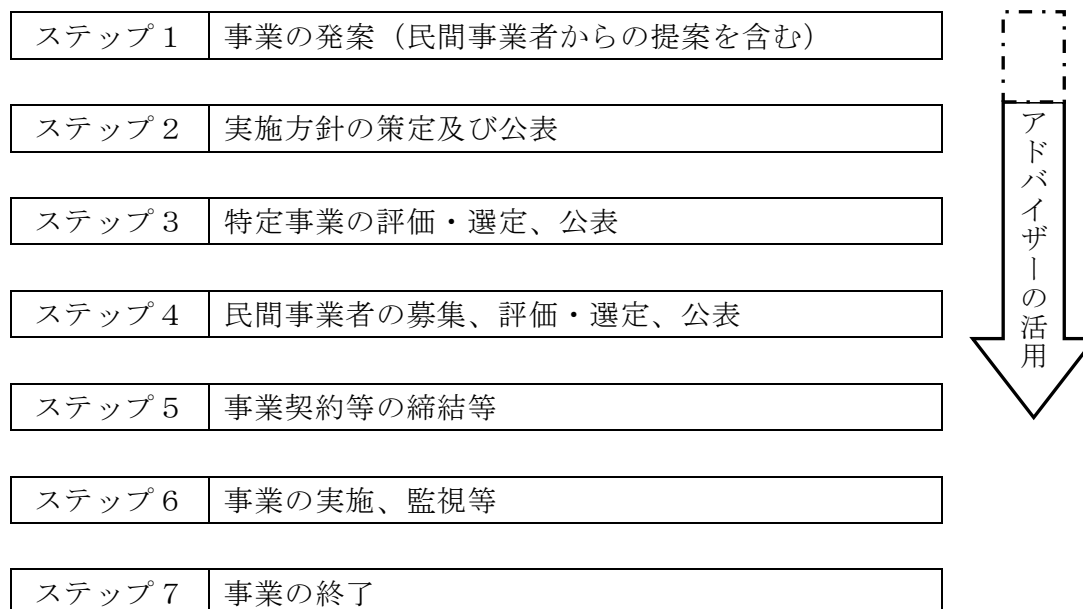 ステップ１ 事業の発案（民間事業者からの提案を含む）
ステップ２ 実施方針の策定及び公表
ステップ３ 特定事業の評価・選定、公表
ステップ４ 民間事業者の募集、評価・選定、公表
ステップ５ 事業契約等の締結等
ステップ６ 事業の実施、監視等
ステップ７ 事業の終了
アドバイザーの活用